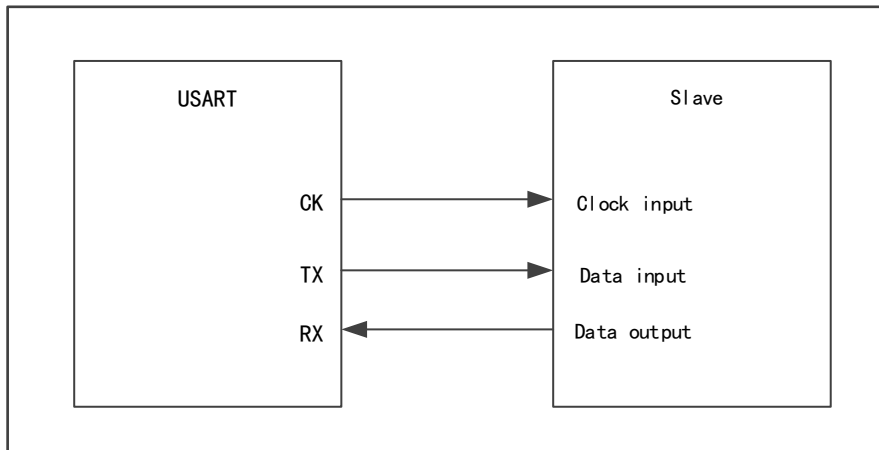 USART
Slave
CK
Clock input
TX
Data input
RX
Data output